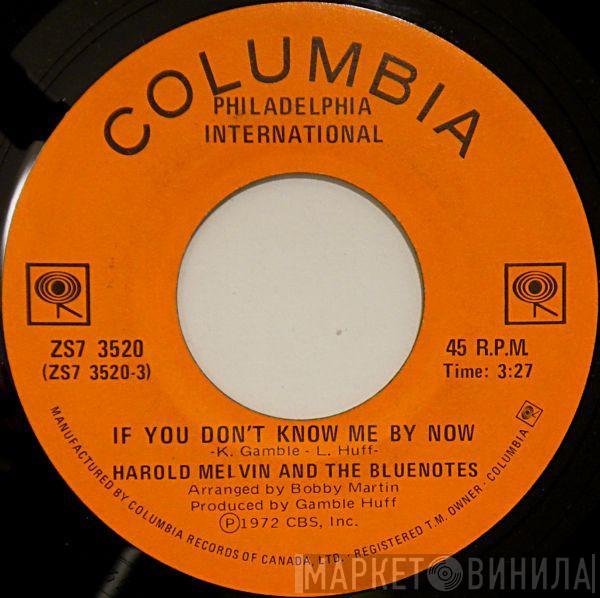 COLUMBIA
PHILADELPHIA
INTERNATIONAL
ZS7 3520
(ZS7 3520-3)
45 R.P.M.
Time: 3:27
IF YOU DON'T KNOW ME BY NOW
-K. Gamble - L. Huff-
HAROLD MELVIN AND THE BLUENOTES
Arranged by Bobby Martin
Produced by Gamble Huff
Ⓟ1972 CBS, Inc.
MANUFACTURED BY COLUMBIA RECORDS OF CANADA, LTD. · REGISTERED T.M. OWNER · COLUMBIA
МАРКЕТ ВИНИЛА